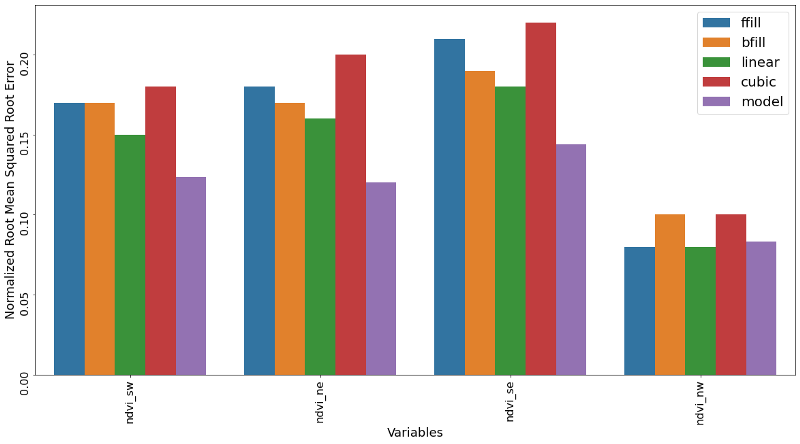 Normalized Root Mean Squared Root Error
0.20
0.15
0.10
0.05
0.00
ffill
bfill
linear
cubic
model
ndvi_sw
ndvi_ne
ndvi_se
ndvi_nw
Variables